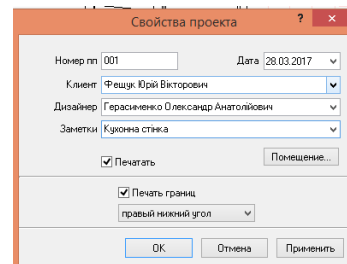 Свойства проекта ? ×
Номер пп 001 Дата 28.03.2017
Клиент Фещук Юрій Вікторович
Дизайнер Герасименко Олександр Анатолійович
Заметки Кухонна стінка
Печатать Помещение...
Печать границ
правый нижний угол
OK Отмена Применить